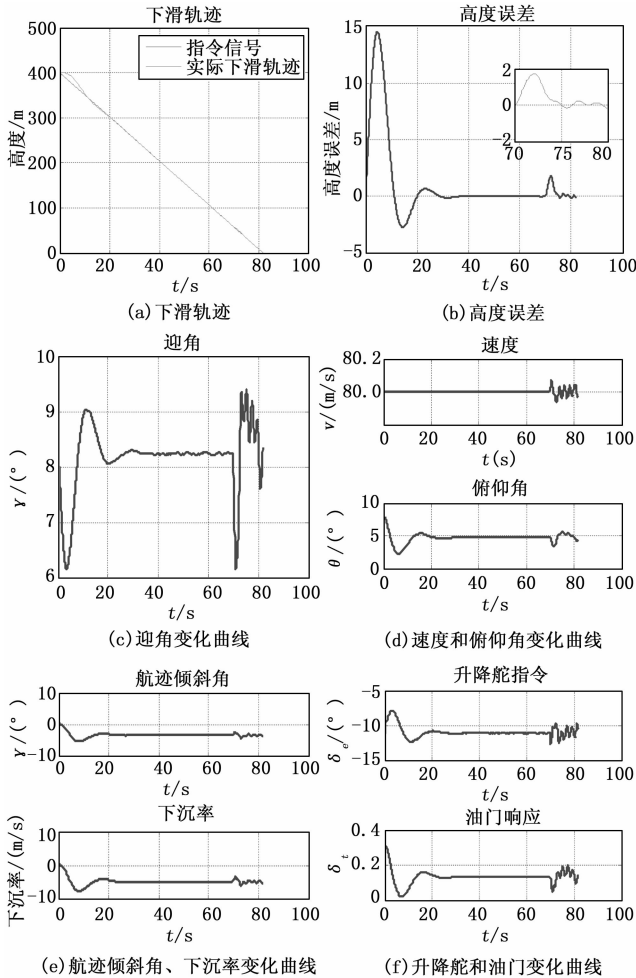 下滑轨迹
500
400
300
200
100
0
高度/m
指令信号
实际下滑轨迹
0 20 40 60 80 100
t/s
(a)下滑轨迹
高度误差
15
10
5
0
-5
高度误差/m
2
0
-2
70 75 80
0 20 40 60 80 100
t/s
(b)高度误差
迎角
10
9
8
7
6
γ/(°)
0 20 40 60 80 100
t/s
(c)迎角变化曲线
速度
80.2
80.0
v/(m/s)
0 20 40 60 80 100
t(s)
俯仰角
10
5
0
θ/(°)
0 20 40 60 80 100
t/s
(d)速度和俯仰角变化曲线
航迹倾斜角
10
0
-10
γ/(°)
0 20 40 60 80 100
t/s
下沉率
10
0
-10
下沉率/(m/s)
0 20 40 60 80 100
t/s
(e)航迹倾斜角、下沉率变化曲线
升降舵指令
-5
-10
-15
δe/(°)
0 20 40 60 80 100
t/s
油门响应
0.4
0.2
0
δt
0 20 40 60 80 100
t/s
(f)升降舵和油门变化曲线